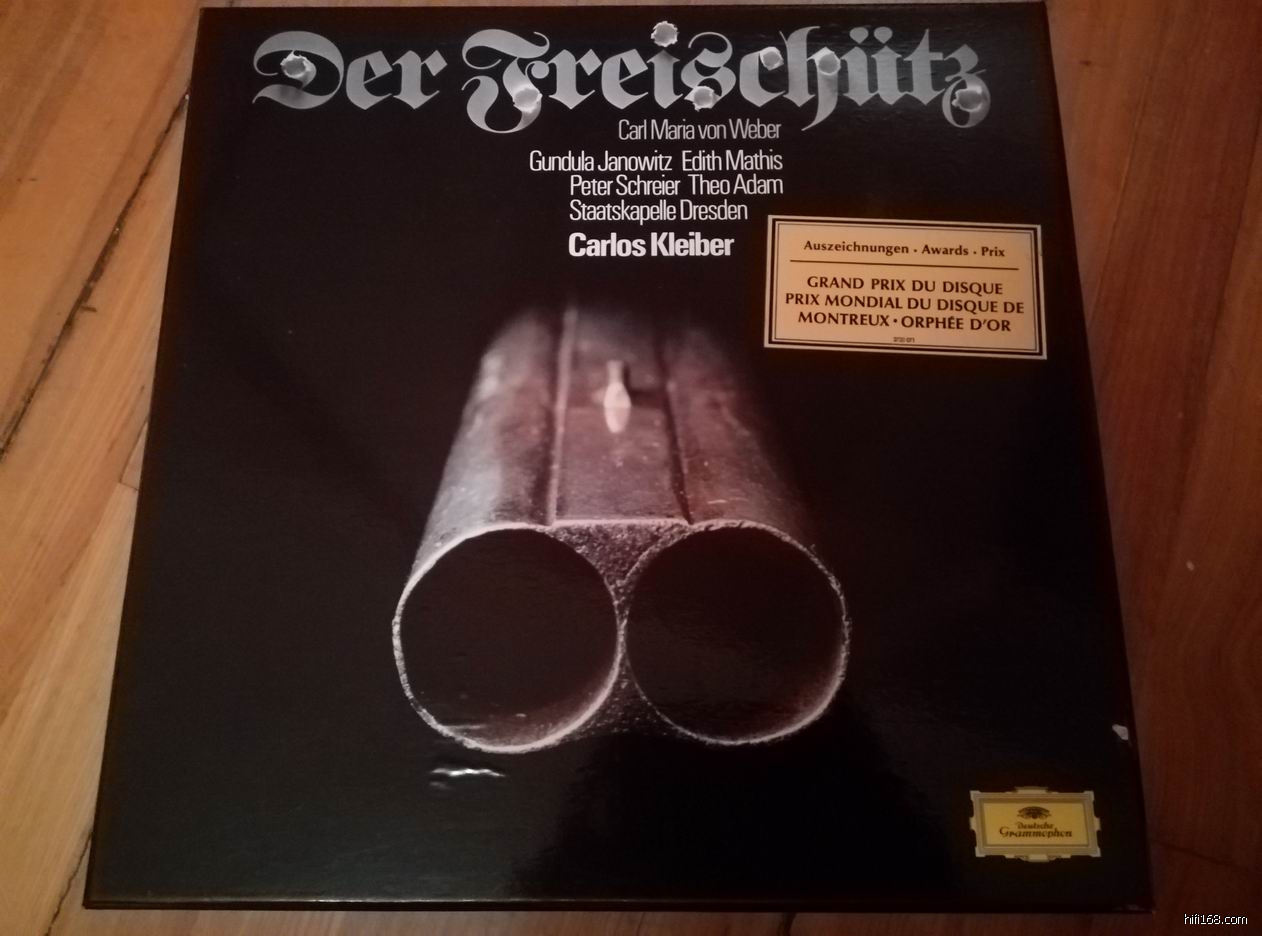 Der Freischütz
Carl Maria von Weber
Gundula Janowitz Edith Mathis
Peter Schreier Theo Adam
Staatskapelle Dresden
Carlos Kleiber
Auszeichnungen · Awards · Prix
GRAND PRIX DU DISQUE
PRIX MONDIAL DU DISQUE DE
MONTREUX · ORPHÉE D'OR
Deutsche
Grammophon
hifi168.com